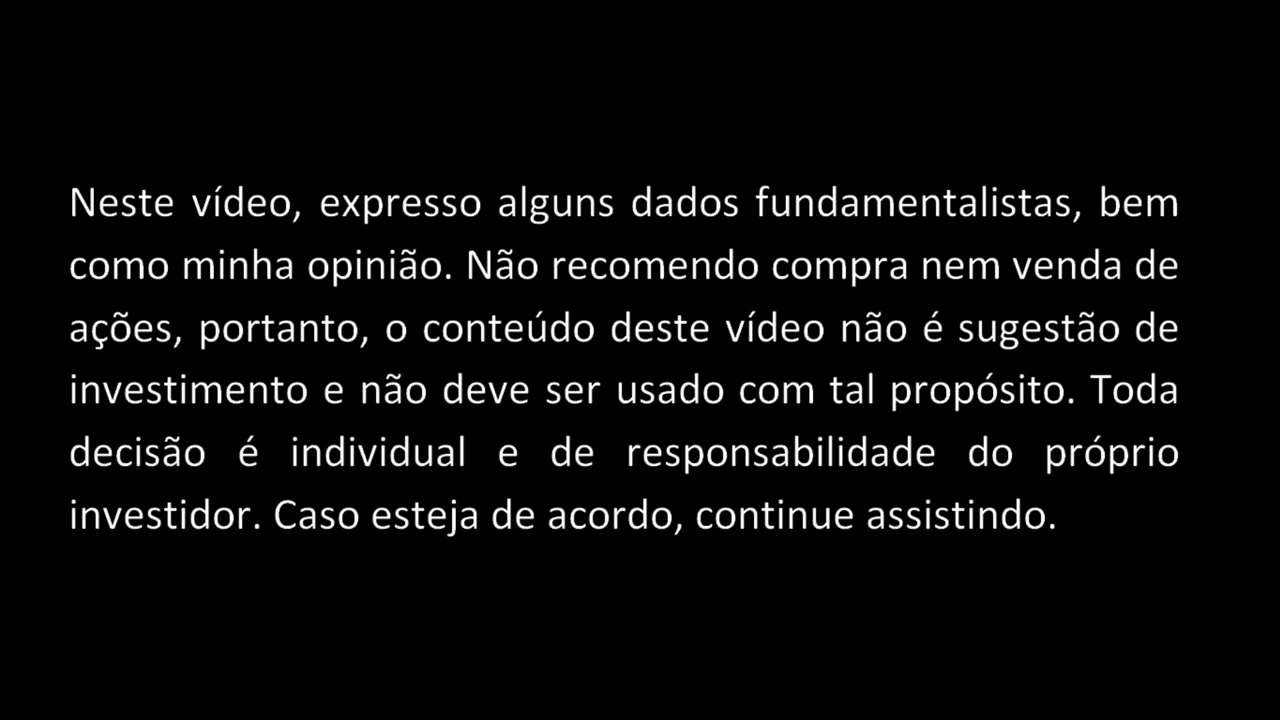 Neste vídeo, expresso alguns dados fundamentalistas, bem
como minha opinião. Não recomendo compra nem venda de
ações, portanto, o conteúdo deste vídeo não é sugestão de
investimento e não deve ser usado com tal propósito. Toda
decisão é individual e de responsabilidade do próprio
investidor. Caso esteja de acordo, continue assistindo.